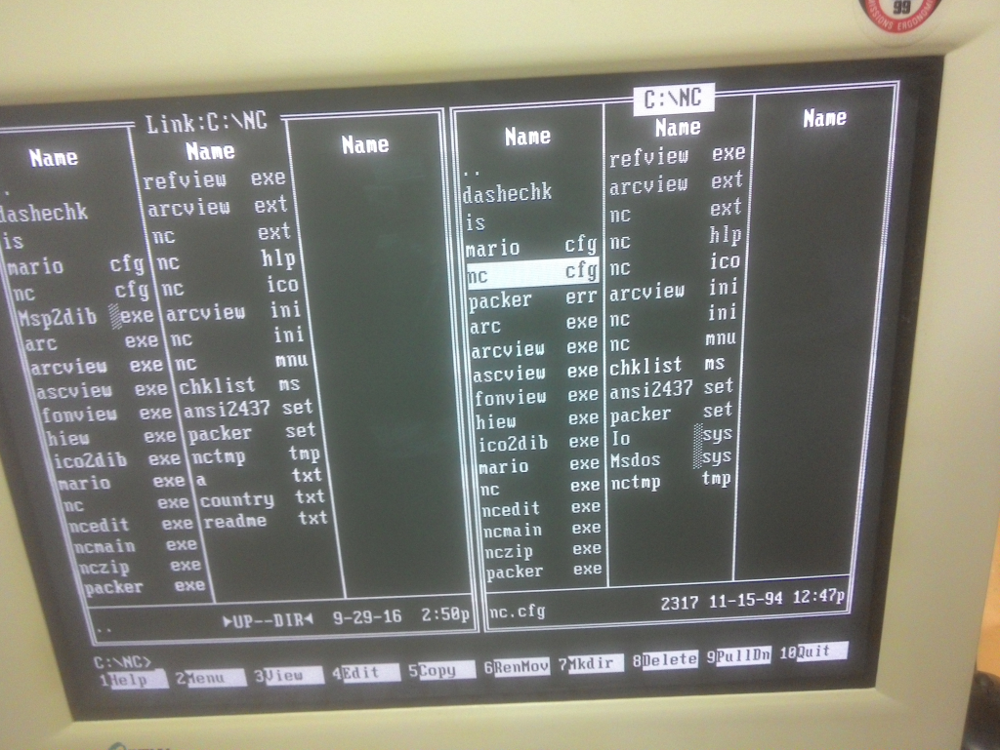 99
Link:C:\NC
Name Name Name
..
dashechk
is
mario cfg
nc cfg
Msp2dib exe
arc exe
arcview exe
ascview exe
fonview exe
hiew exe
ico2dib exe
mario exe
nc exe
ncedit exe
ncmain exe
nczip exe
packer exe
refview exe
arcview ext
nc ext
nc hlp
nc ico
arcview ini
nc ini
nc mnu
chklist ms
ansi2437 set
packer set
nctmp tmp
a txt
country txt
readme txt
.. ►UP--DIR◄ 9-29-16 2:50p
C:\NC
Name Name Name
..
dashechk
is
mario cfg
nc cfg
packer err
arc exe
arcview exe
ascview exe
fonview exe
hiew exe
ico2dib exe
mario exe
nc exe
ncedit exe
ncmain exe
nczip exe
packer exe
refview exe
arcview ext
nc ext
nc hlp
nc ico
arcview ini
nc ini
nc mnu
chklist ms
ansi2437 set
packer set
Io sys
Msdos sys
nctmp tmp
nc.cfg 2317 11-15-94 12:47p
C:\NC>
1Help 2Menu 3View 4Edit 5Copy 6RenMov 7Mkdir 8Delete 9PullDn 10Quit